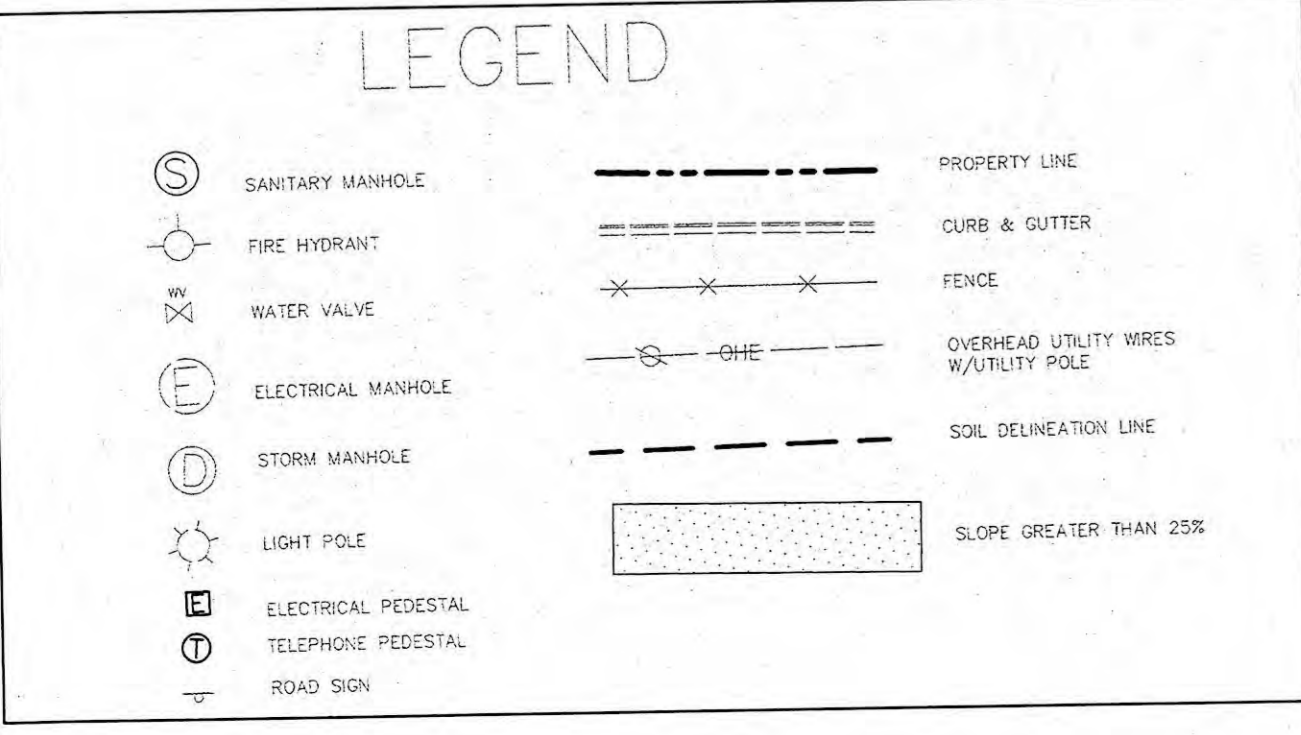 LEGEND
S SANITARY MANHOLE
FIRE HYDRANT
WV WATER VALVE
E ELECTRICAL MANHOLE
D STORM MANHOLE
LIGHT POLE
E ELECTRICAL PEDESTAL
T TELEPHONE PEDESTAL
ROAD SIGN
PROPERTY LINE
CURB & GUTTER
FENCE
OHE OVERHEAD UTILITY WIRES
W/UTILITY POLE
SOIL DELINEATION LINE
SLOPE GREATER THAN 25%